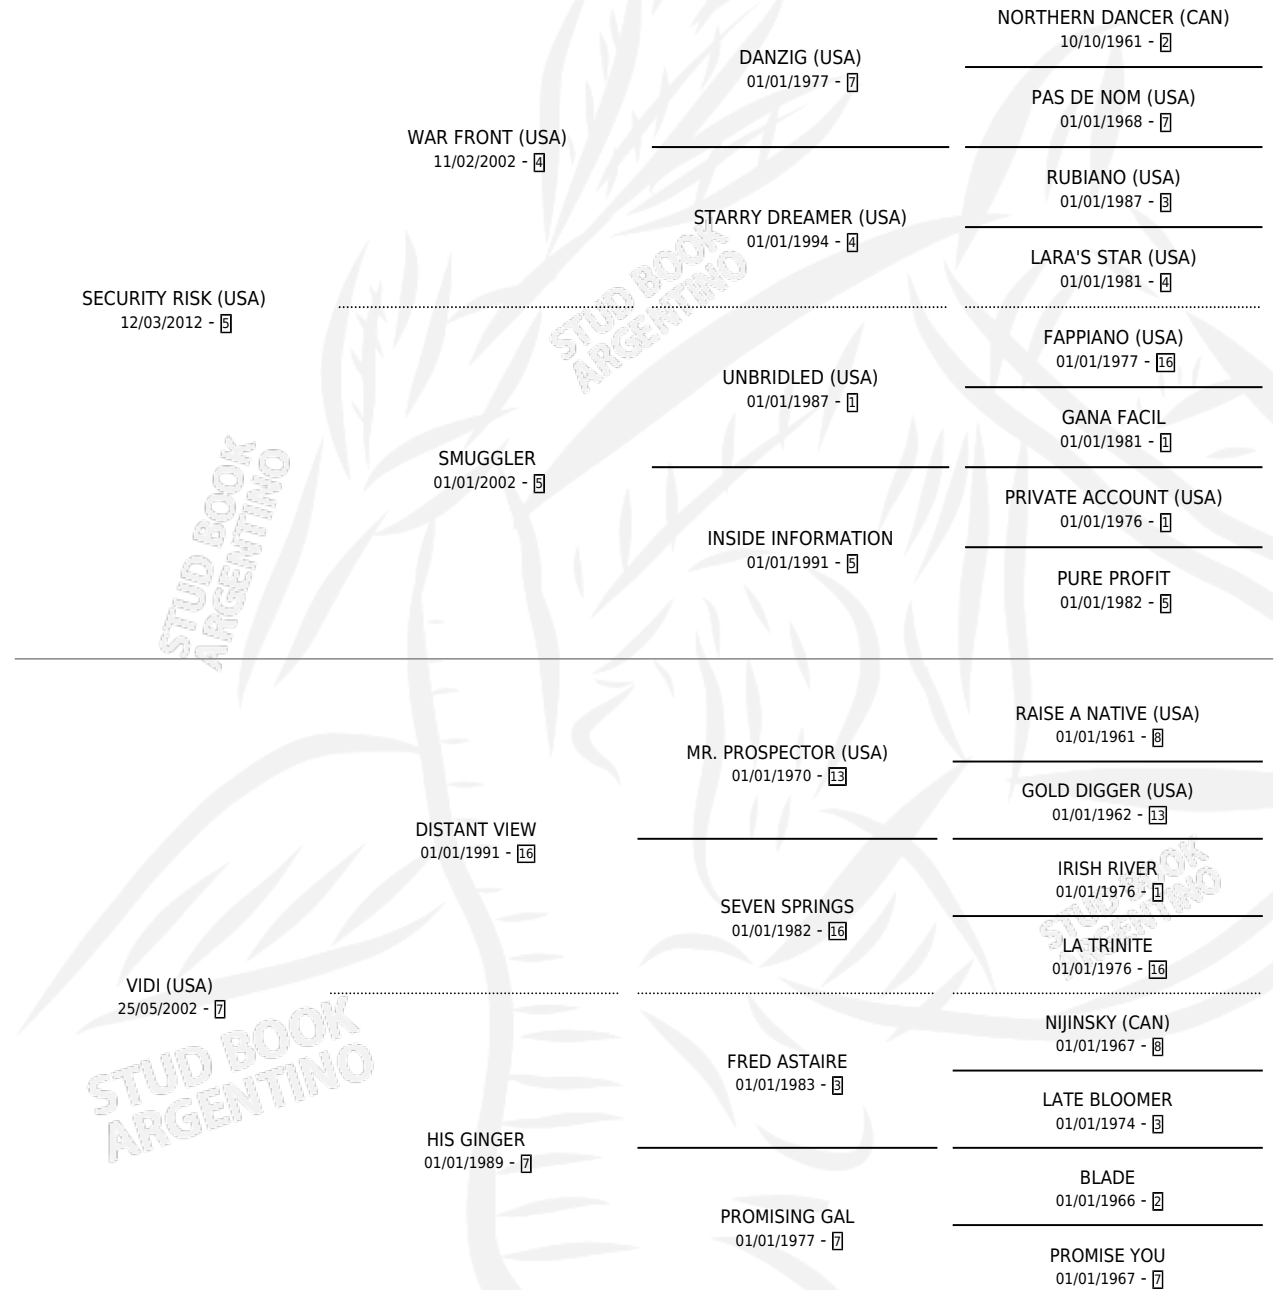 NORTHERN DANCER (CAN)
10/10/1961 - 2
DANZIG (USA)
01/01/1977 - 7
PAS DE NOM (USA)
01/01/1968 - 7
WAR FRONT (USA)
11/02/2002 - 4
RUBIANO (USA)
01/01/1987 - 3
STARRY DREAMER (USA)
01/01/1994 - 4
LARA'S STAR (USA)
01/01/1981 - 4
SECURITY RISK (USA)
12/03/2012 - 5
FAPPIANO (USA)
01/01/1977 - 16
UNBRIDLED (USA)
01/01/1987 - 1
GANA FACIL
01/01/1981 - 1
SMUGGLER
01/01/2002 - 5
PRIVATE ACCOUNT (USA)
01/01/1976 - 1
INSIDE INFORMATION
01/01/1991 - 5
PURE PROFIT
01/01/1982 - 5
RAISE A NATIVE (USA)
01/01/1961 - 8
MR. PROSPECTOR (USA)
01/01/1970 - 13
GOLD DIGGER (USA)
01/01/1962 - 13
DISTANT VIEW
01/01/1991 - 16
IRISH RIVER
01/01/1976 - 1
SEVEN SPRINGS
01/01/1982 - 16
LA TRINITE
01/01/1976 - 16
VIDI (USA)
25/05/2002 - 7
NIJINSKY (CAN)
01/01/1967 - 8
FRED ASTAIRE
01/01/1983 - 3
LATE BLOOMER
01/01/1974 - 3
HIS GINGER
01/01/1989 - 7
BLADE
01/01/1966 - 2
PROMISING GAL
01/01/1977 - 7
PROMISE YOU
01/01/1967 - 7
STUD BOOK
ARGENTINO
STUD BOOK
ARGENTINO
STUD BOOK
ARGENTINO
STUD BOOK
ARGENTINO